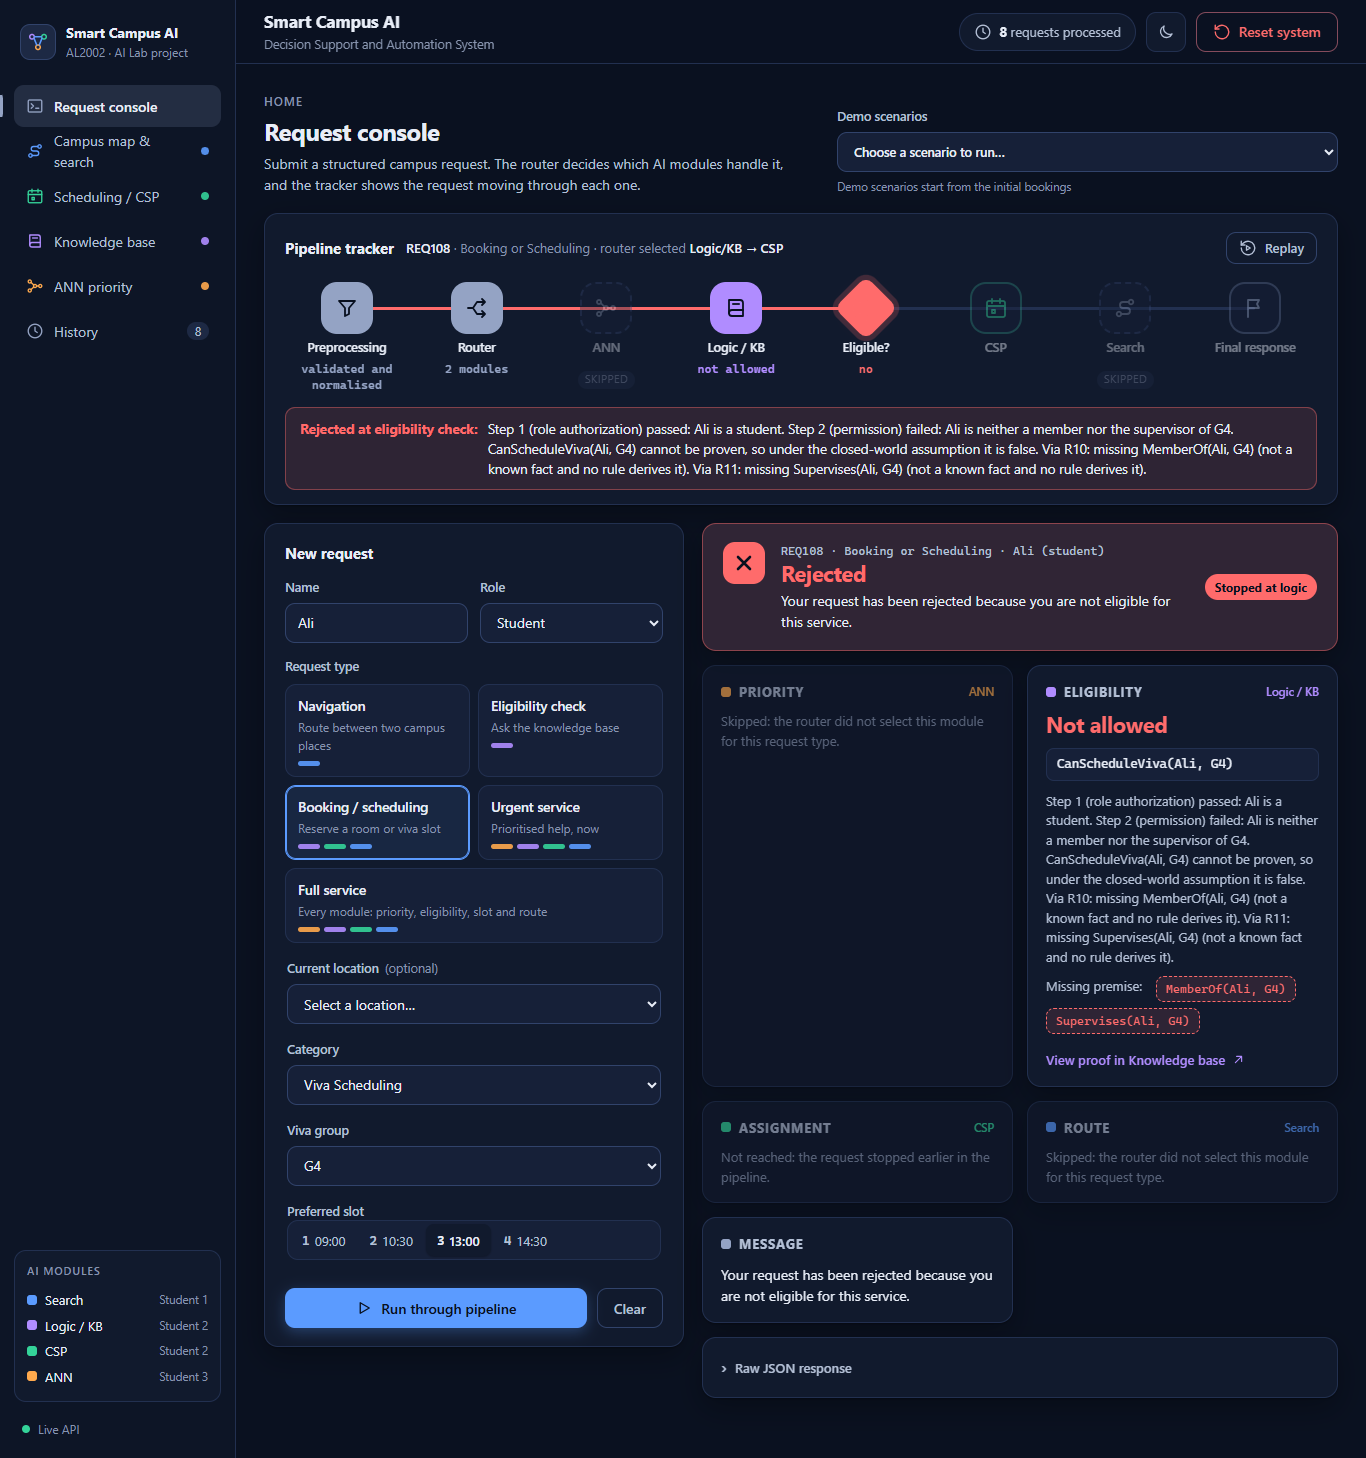 Smart Campus AI
AL2002 · AI Lab project
Request console
Campus map &
search
Scheduling / CSP
Knowledge base
ANN priority
History
8
AI MODULES
Search Student 1
Logic / KB Student 2
CSP Student 2
ANN Student 3
Live API
Smart Campus AI
Decision Support and Automation System
8 requests processed
Reset system
HOME
Request console
Submit a structured campus request. The router decides which AI modules handle it,
and the tracker shows the request moving through each one.
Demo scenarios
Choose a scenario to run...
Demo scenarios start from the initial bookings
Pipeline tracker REQ108 · Booking or Scheduling · router selected Logic/KB → CSP
Replay
Preprocessing
validated and
normalised
Router
2 modules
ANN
SKIPPED
Logic / KB
not allowed
Eligible?
no
CSP
Search
SKIPPED
Final response
Rejected at eligibility check: Step 1 (role authorization) passed: Ali is a student. Step 2 (permission) failed: Ali is neither a member nor the supervisor of G4.
CanScheduleViva(Ali, G4) cannot be proven, so under the closed-world assumption it is false. Via R10: missing MemberOf(Ali, G4) (not a
known fact and no rule derives it). Via R11: missing Supervises(Ali, G4) (not a known fact and no rule derives it).
New request
Name
Ali
Role
Student
Request type
Navigation
Route between two campus
places
Eligibility check
Ask the knowledge base
Booking / scheduling
Reserve a room or viva slot
Urgent service
Prioritised help, now
Full service
Every module: priority, eligibility, slot and route
Current location (optional)
Select a location...
Category
Viva Scheduling
Viva group
G4
Preferred slot
1 09:00 2 10:30 3 13:00 4 14:30
Run through pipeline
Clear
REQ108 · Booking or Scheduling · Ali (student)
Rejected
Your request has been rejected because you are not eligible for
this service.
Stopped at logic
PRIORITY ANN
Skipped: the router did not select this module
for this request type.
ELIGIBILITY Logic / KB
Not allowed
CanScheduleViva(Ali, G4)
Step 1 (role authorization) passed: Ali is a
student. Step 2 (permission) failed: Ali is neither
a member nor the supervisor of G4.
CanScheduleViva(Ali, G4) cannot be proven, so
under the closed-world assumption it is false.
Via R10: missing MemberOf(Ali, G4) (not a
known fact and no rule derives it). Via R11:
missing Supervises(Ali, G4) (not a known fact
and no rule derives it).
Missing premise: MemberOf(Ali, G4)
Supervises(Ali, G4)
View proof in Knowledge base ↗
ASSIGNMENT CSP
Not reached: the request stopped earlier in the
pipeline.
ROUTE Search
Skipped: the router did not select this module
for this request type.
MESSAGE
Your request has been rejected because you
are not eligible for this service.
› Raw JSON response